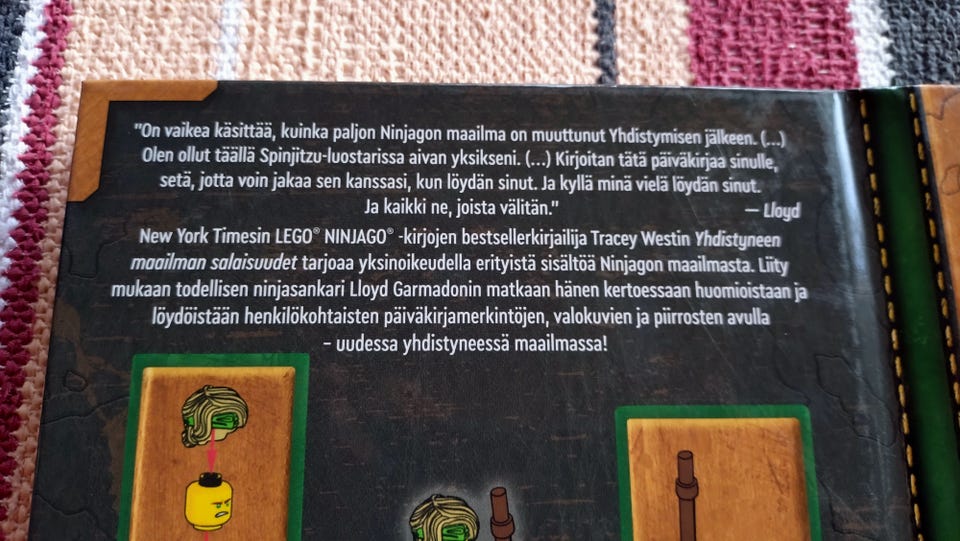 "On vaikea käsittää, kuinka paljon Ninjagon maailma on muuttunut Yhdistymisen jälkeen. (...)
Olen ollut täällä Spinjitzu-luostarissa aivan yksikseni. (...) Kirjoitan tätä päiväkirjaa sinulle,
setä, jotta voin jakaa sen kanssasi, kun löydän sinut. Ja kyllä minä vielä löydän sinut.
Ja kaikki ne, joista välitän."
— Lloyd
New York Timesin LEGO® NINJAGO® -kirjojen bestsellerkirjailija Tracey Westin Yhdistyneen
maailman salaisuudet tarjoaa yksinoikeudella erityistä sisältöä Ninjagon maailmasta. Liity
mukaan todellisen ninjasankari Lloyd Garmadonin matkaan hänen kertoessaan huomioistaan ja
löydöistään henkilökohtaisten päiväkirjamerkintöjen, valokuvien ja piirrosten avulla
– uudessa yhdistyneessä maailmassa!